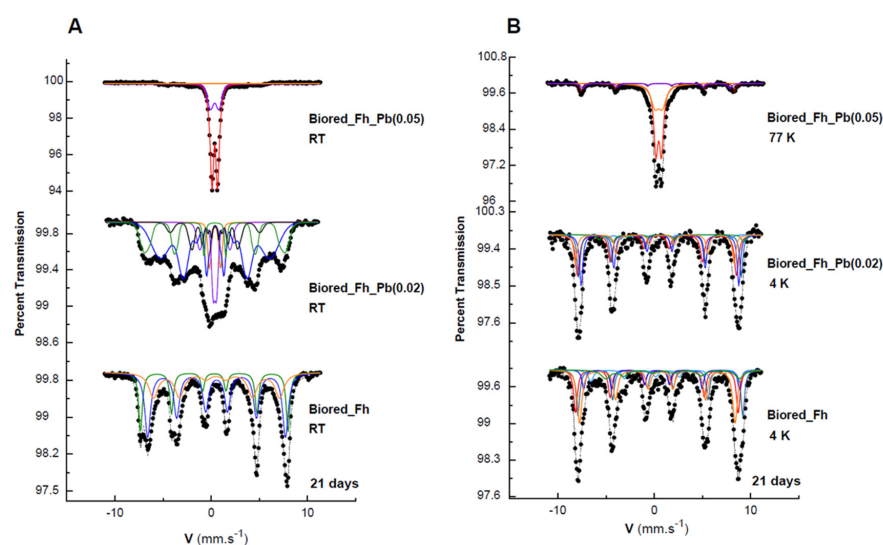 A
B
100
98
96
94
Biored_Fh_Pb(0.05)
RT
99.8
99.4
99
98.6
Biored_Fh_Pb(0.02)
RT
99.8
99
98.2
97.5
Biored_Fh
RT
21 days
Percent Transmission
-10
0
10
V (mm.s-1)
100.8
99.6
98.4
97.2
96
Biored_Fh_Pb(0.05)
77 K
100.3
99.4
98.5
97.6
Biored_Fh_Pb(0.02)
4 K
99.6
99
98.3
97.6
Biored_Fh
4 K
21 days
Percent Transmission
-10
0
10
V (mm.s-1)